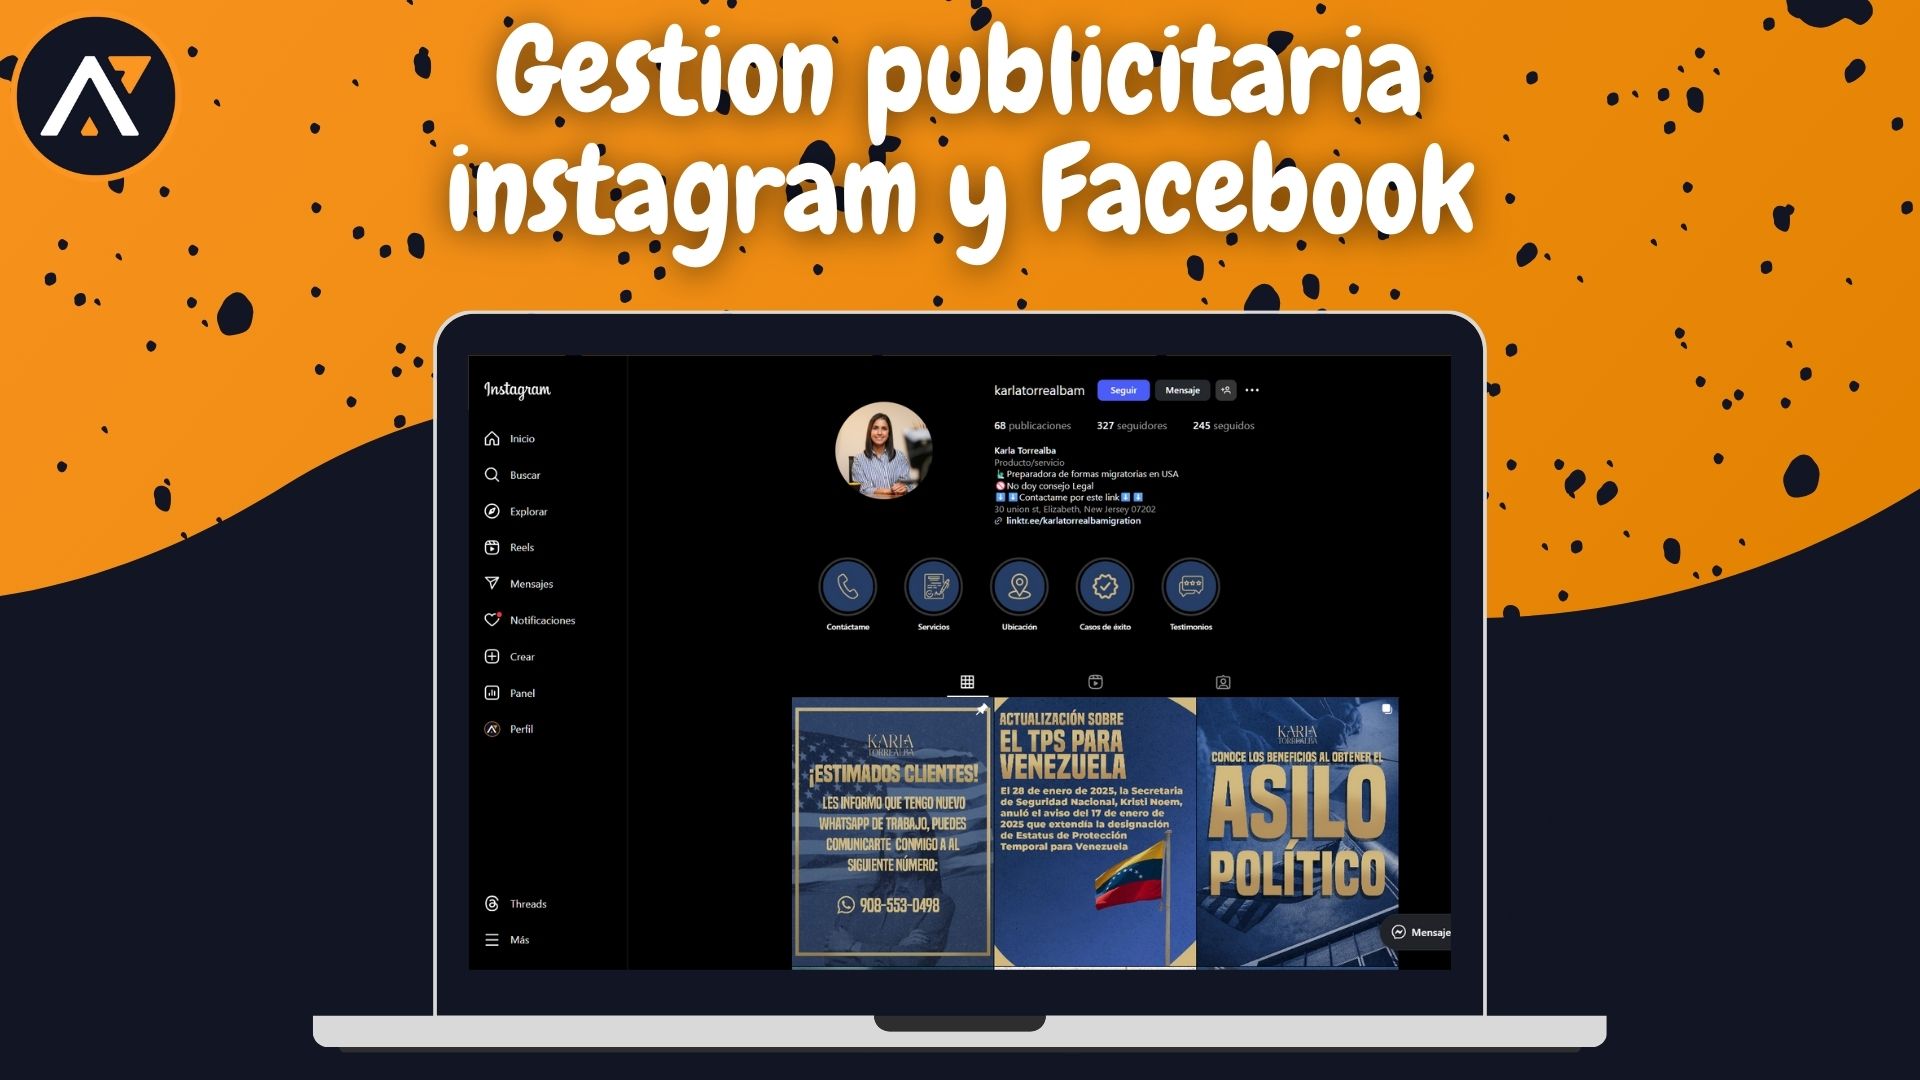 Gestion publicitaria
instagram y Facebook
Instagram
Inicio
Buscar
Explorar
Reels
Mensajes
Notificaciones
Crear
Panel
Perfil
Threads
Más
karlatorrealbam
Seguir
Mensaje
68 publicaciones
327 seguidores
245 seguidos
Karla Torrealba
Producto/servicio
Preparadora de formas migratorias en USA
No doy consejo Legal
Contactame por este link
30 union st, Elizabeth, New Jersey 07202
linktr.ee/karlatorrealbamigration
Contáctame
Servicios
Ubicación
Casos de éxito
Testimonios
KARLA
TORREALBA
¡ESTIMADOS CLIENTES!
LES INFORMO QUE TENGO NUEVO
WHATSAPP DE TRABAJO, PUEDES
COMUNICARTE CONMIGO A AL
SIGUIENTE NÚMERO:
908-553-0498
ACTUALIZACIÓN SOBRE
EL TPS PARA
VENEZUELA
El 28 de enero de 2025, la Secretaria
de Seguridad Nacional, Kristi Noem,
anuló el aviso del 17 de enero de
2025 que extendía la designación
de Estatus de Protección
Temporal para Venezuela
KARLA
TORREALBA
CONOCE LOS BENEFICIOS AL OBTENER EL
ASILO
POLÍTICO
Mensaje